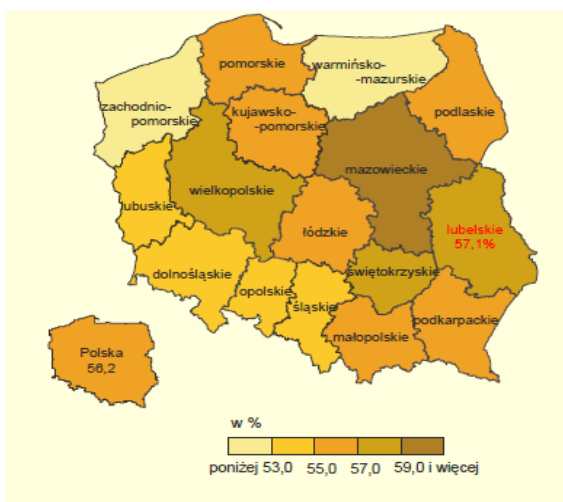 pomorskie
warmińsko-
-mazurskie
zachodnio-
pomorskie
kujawsko-
-pomorskie
podlaskie
mazowieckie
wielkopolskie
ubuskie
łódzkie
lubelskie
57,1%
dolnośląskie
opolskie
śląskie
świętokrzyskie
małopolskie
podkarpackie
Polska
56,2
w %
poniżej 53,0 55,0 57,0 59,0 i więcej